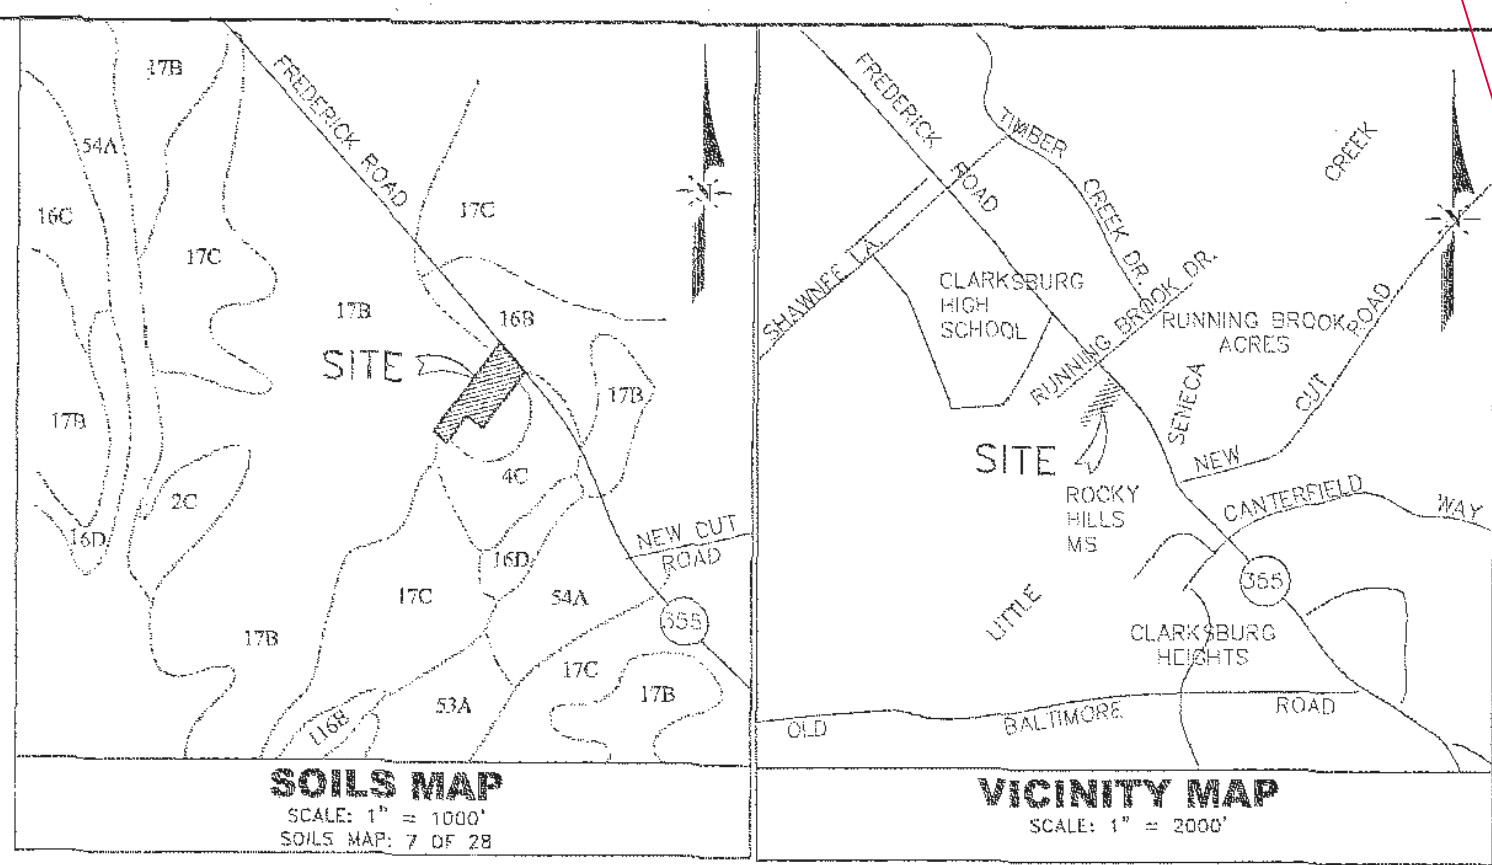 17B
FREDERICK ROAD
54A
16C
17C
17C
17B
16B
SITE
17B
17B
4C
2C
16D
NEW CUT
ROAD
16D
17C
54A
355
17B
17C
17B
53A
116B
N
SOILS MAP
SCALE: 1" = 1000'
SOILS MAP: 7 OF 28
FREDERICK
ROAD
TIMBER
CREEK DR.
CREEK
N
SHAWNEE LA.
CLARKSBURG
HIGH
SCHOOL
RUNNING BROOK DR.
RUNNING BROOK
ACRES
ROAD
CUT
NEW
SENECA
SITE
ROCKY
HILLS
MS
CANTERFIELD
WAY
355
LITTLE
CLARKSBURG
HEIGHTS
OLD
BALTIMORE
ROAD
VICINITY MAP
SCALE: 1" = 2000'